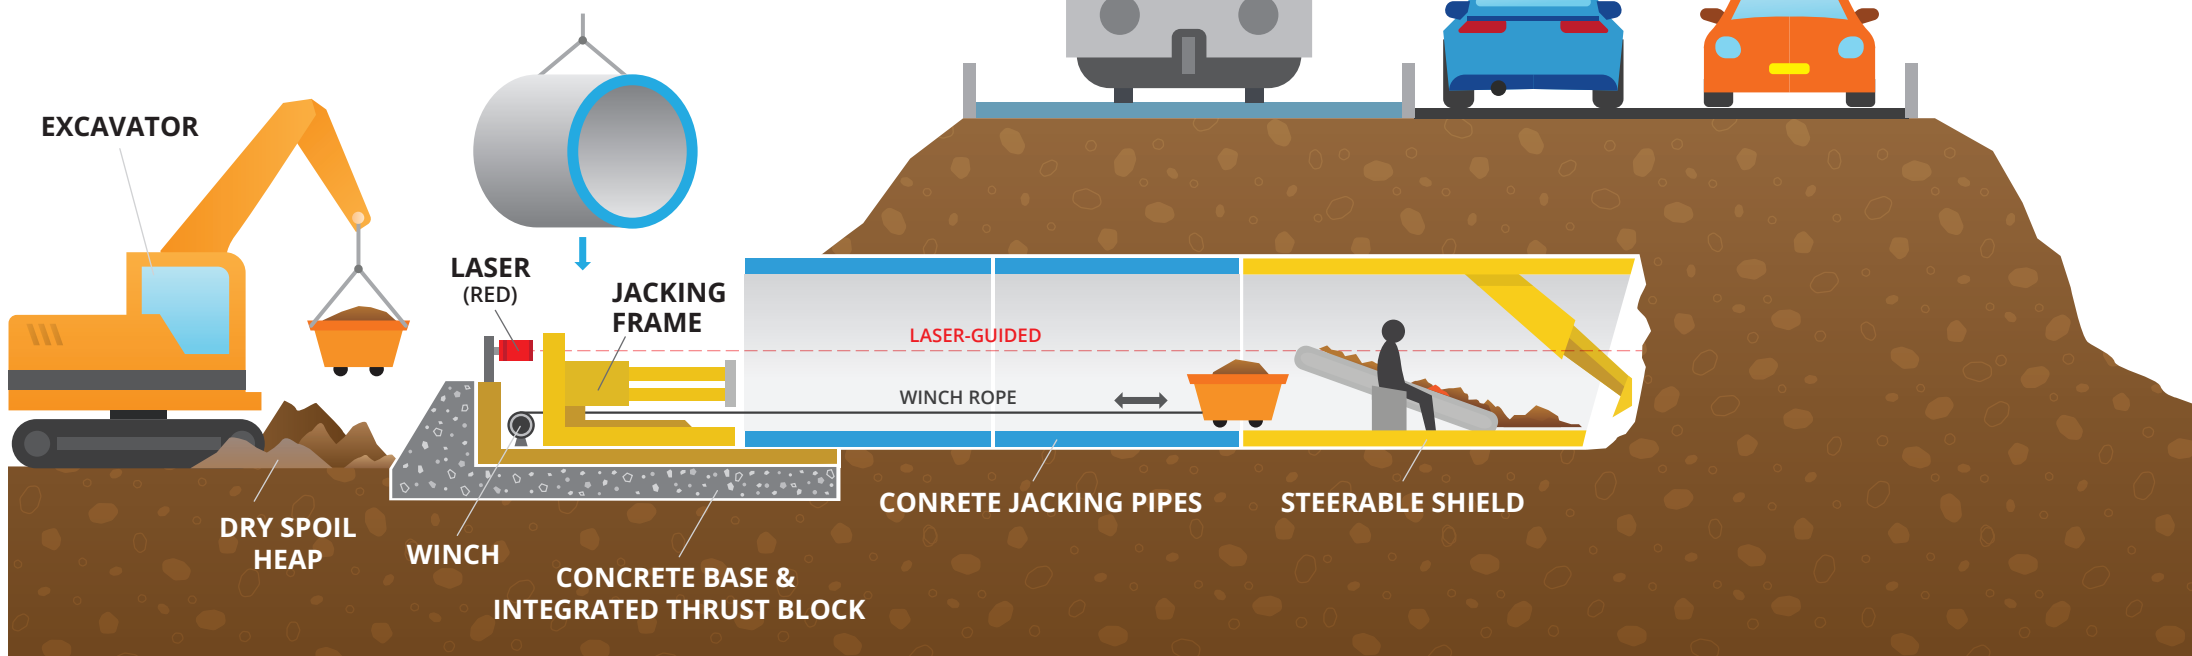 EXCAVATOR
LASER
(RED)
JACKING
FRAME
LASER-GUIDED
WINCH ROPE
CONRETE JACKING PIPES
STEERABLE SHIELD
DRY SPOIL
HEAP
WINCH
CONCRETE BASE &
INTEGRATED THRUST BLOCK